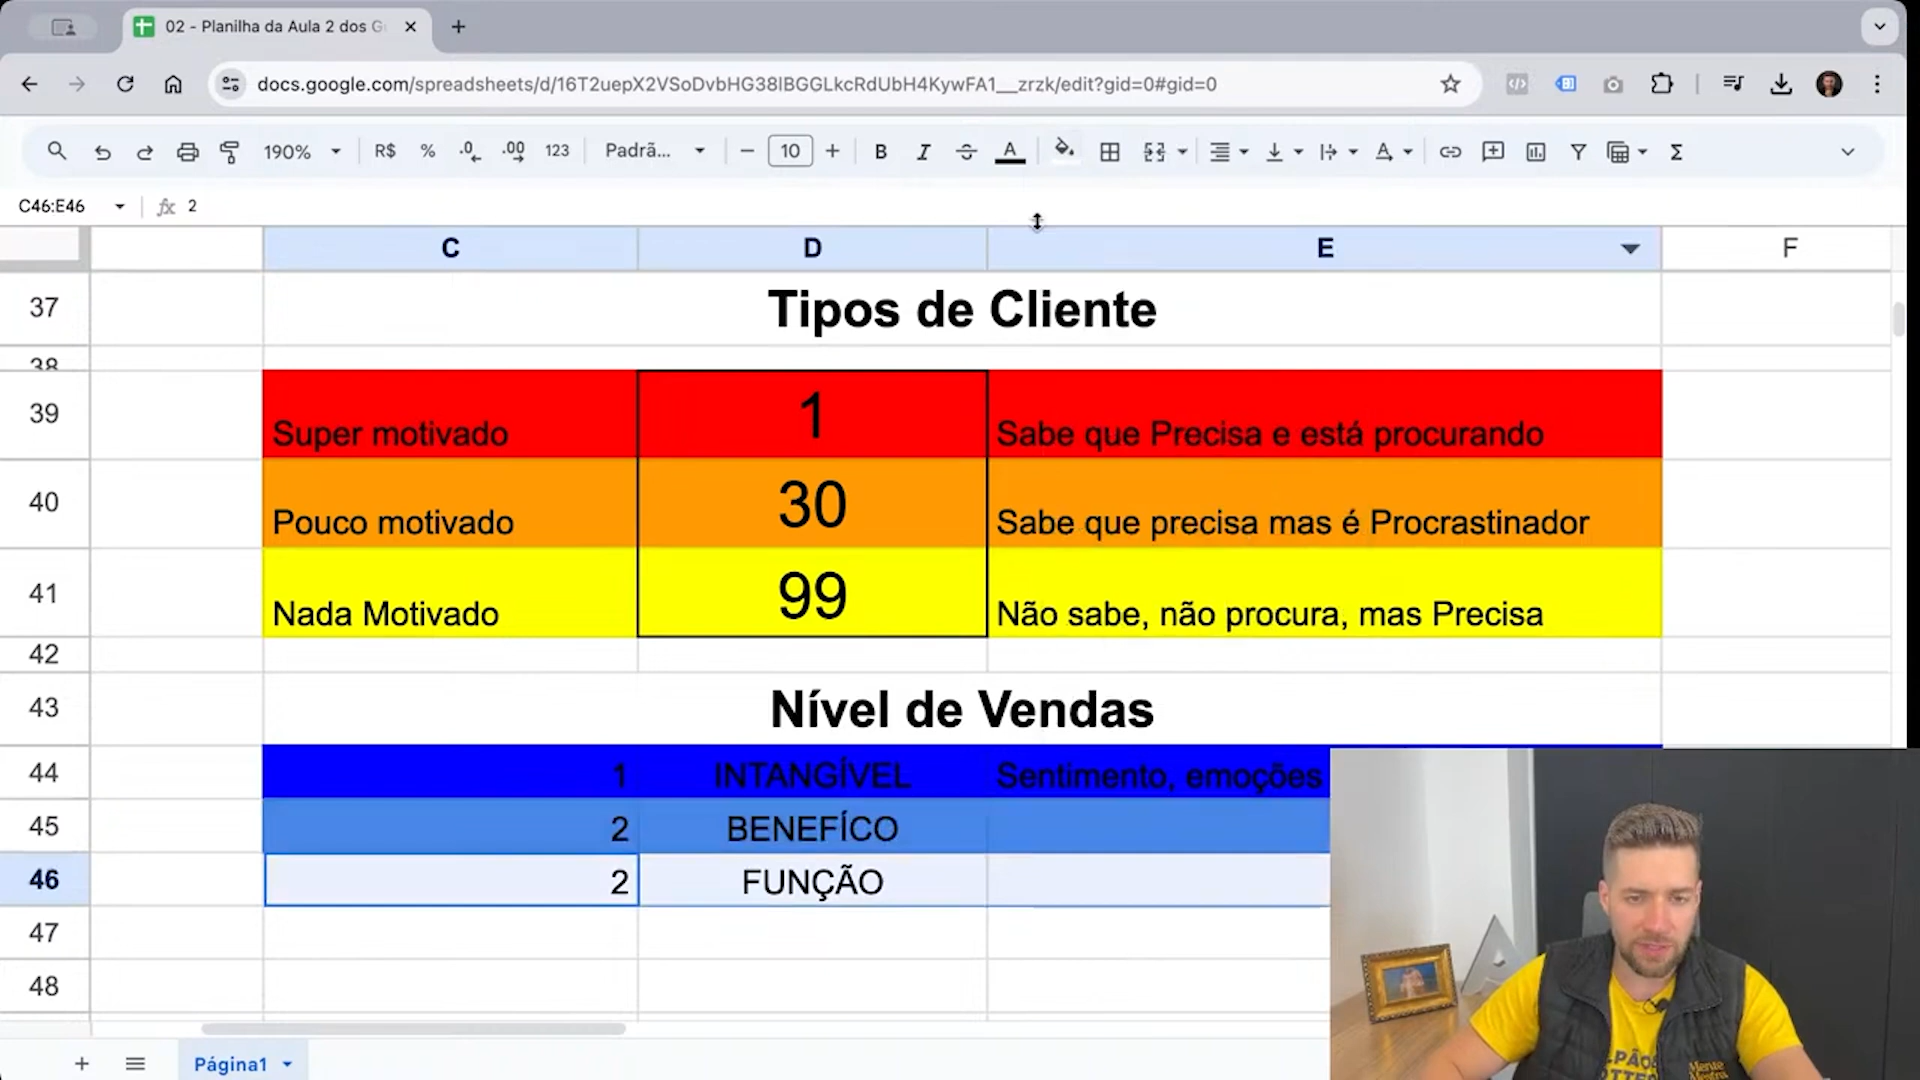 02 - Planilha da Aula 2 dos G
docs.google.com/spreadsheets/d/16T2uepX2VSoDvbHG38lBGGLkcRdUbH4KywFA1__zrzk/edit?gid=0#gid=0
190% R$ % .0 .00 123 Padrã... 10 B I A Σ
C46:E46 fx 2
C D E F
37 Tipos de Cliente
38
39 Super motivado 1 Sabe que Precisa e está procurando
40 Pouco motivado 30 Sabe que precisa mas é Procrastinador
41 Nada Motivado 99 Não sabe, não procura, mas Precisa
42
43 Nível de Vendas
44 1 INTANGÍVEL Sentimento, emoções
45 2 BENEFÍCO
46 2 FUNÇÃO
47
48
Página1
Mente